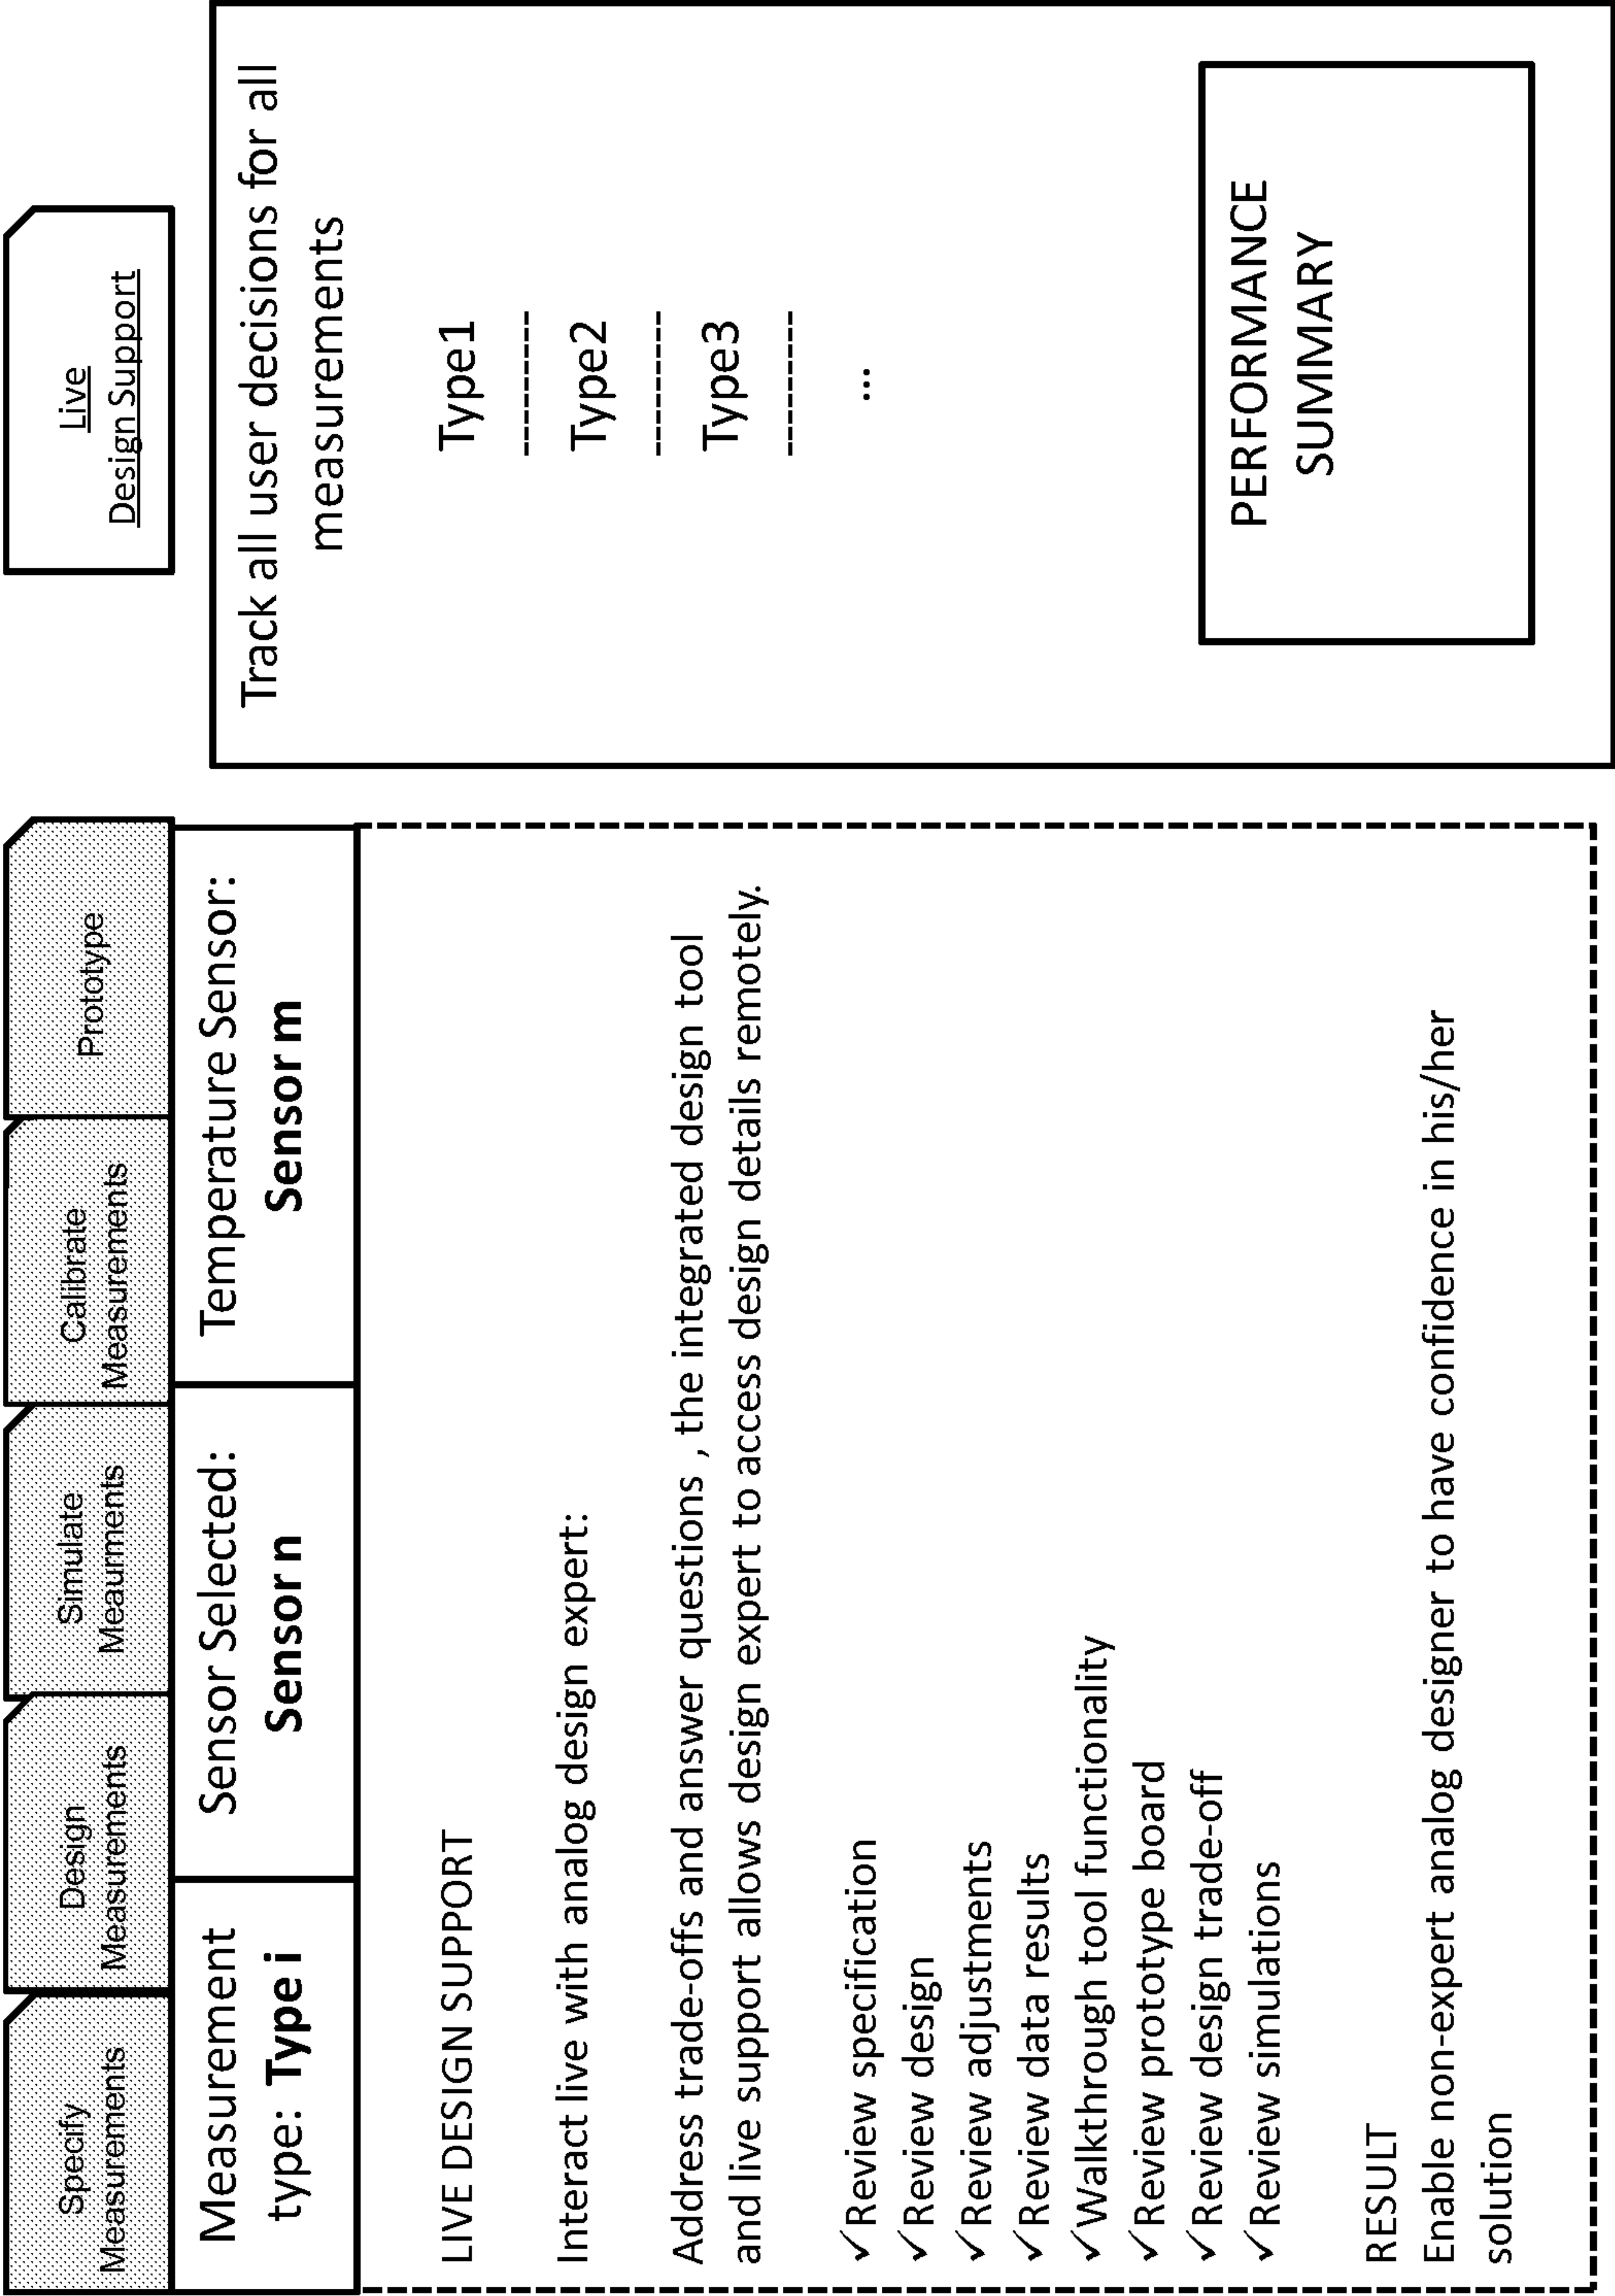 Specify
Measurements
Design
Measurements
Simulate
Meaurments
Calibrate
Measurements
Prototype
Live
Design Support
Measurement
type: Type i
Sensor Selected:
Sensor n
Temperature Sensor:
Sensor m
LIVE DESIGN SUPPORT
Interact live with analog design expert:
Address trade-offs and answer questions , the integrated design tool
and live support allows design expert to access design details remotely.
✓Review specification
✓Review design
✓Review adjustments
✓Review data results
✓Walkthrough tool functionality
✓Review prototype board
✓Review design trade-off
✓Review simulations
RESULT
Enable non-expert analog designer to have confidence in his/her
solution
Track all user decisions for all
measurements
Type1
Type2
Type3
...
PERFORMANCE
SUMMARY